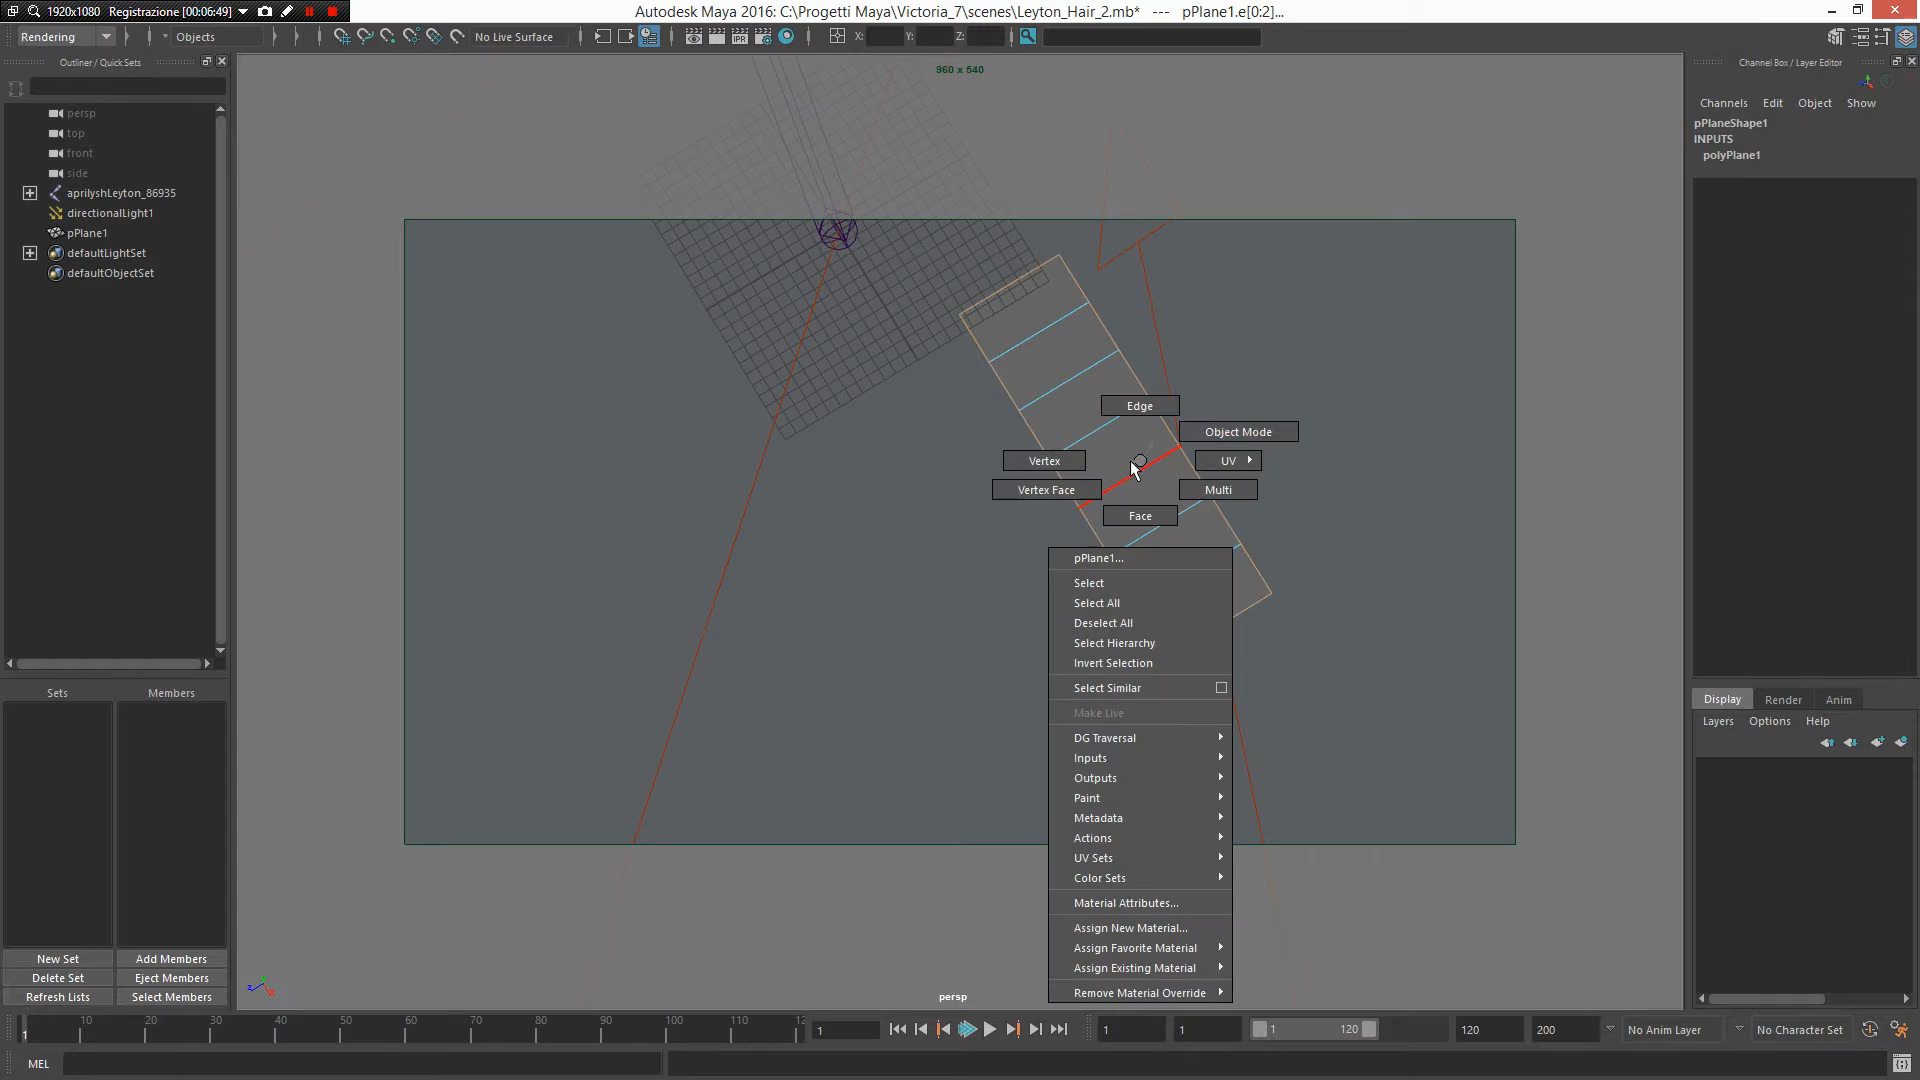 1920x1080 Registrazione [00:06:49]
Autodesk Maya 2016: C:\Progetti Maya\Victoria_7\scenes\Leyton_Hair_2.mb* --- pPlane1.e[0:2]...
Rendering
Objects
No Live Surface
X:
Y:
Z:
Outliner / Quick Sets
960 x 540
Channel Box / Layer Editor
persp
top
front
side
aprilyshLeyton_86935
directionalLight1
pPlane1
defaultLightSet
defaultObjectSet
Channels Edit Object Show
pPlaneShape1
INPUTS
polyPlane1
Edge
Object Mode
Vertex
UV
Vertex Face
Multi
Face
pPlane1...
Select
Select All
Deselect All
Select Hierarchy
Invert Selection
Select Similar
Make Live
DG Traversal
Inputs
Outputs
Paint
Metadata
Actions
UV Sets
Color Sets
Material Attributes...
Assign New Material...
Assign Favorite Material
Assign Existing Material
Remove Material Override
Sets Members
New Set Add Members
Delete Set Eject Members
Refresh Lists Select Members
Display Render Anim
Layers Options Help
persp
1 10 20 30 40 50 60 70 80 90 100 110 12
1
1
1
1 120
120
200
No Anim Layer
No Character Set
MEL